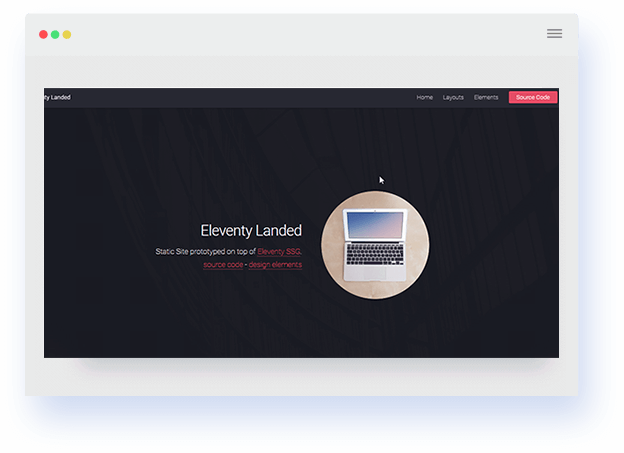 ty Landed
Home Layouts Elements Source Code
Eleventy Landed
Static Site prototyped on top of Eleventy SSG.
source code - design elements